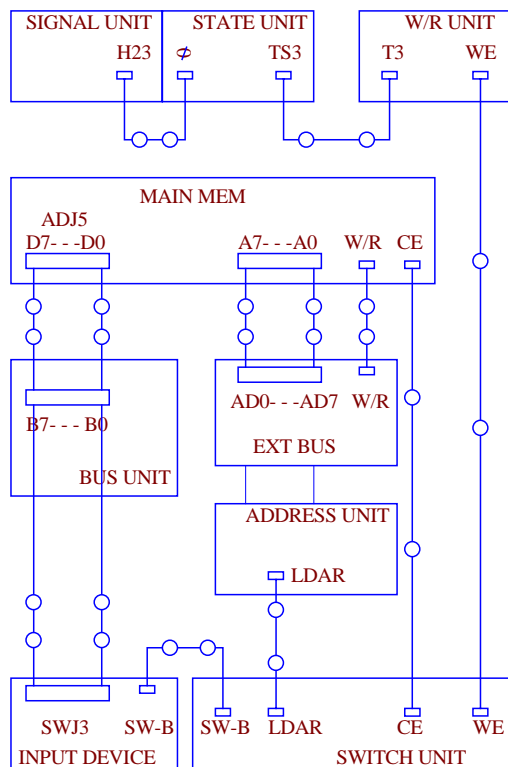 SIGNAL UNIT STATE UNIT W/R UNIT
H23 ϕ TS3 T3 WE
MAIN MEM
ADJ5
D7- - -D0 A7- - -A0 W/R CE
AD0- - -AD7 W/R
B7- - - B0
EXT BUS
BUS UNIT
ADDRESS UNIT
LDAR
SWJ3 SW-B SW-B LDAR CE WE
INPUT DEVICE SWITCH UNIT